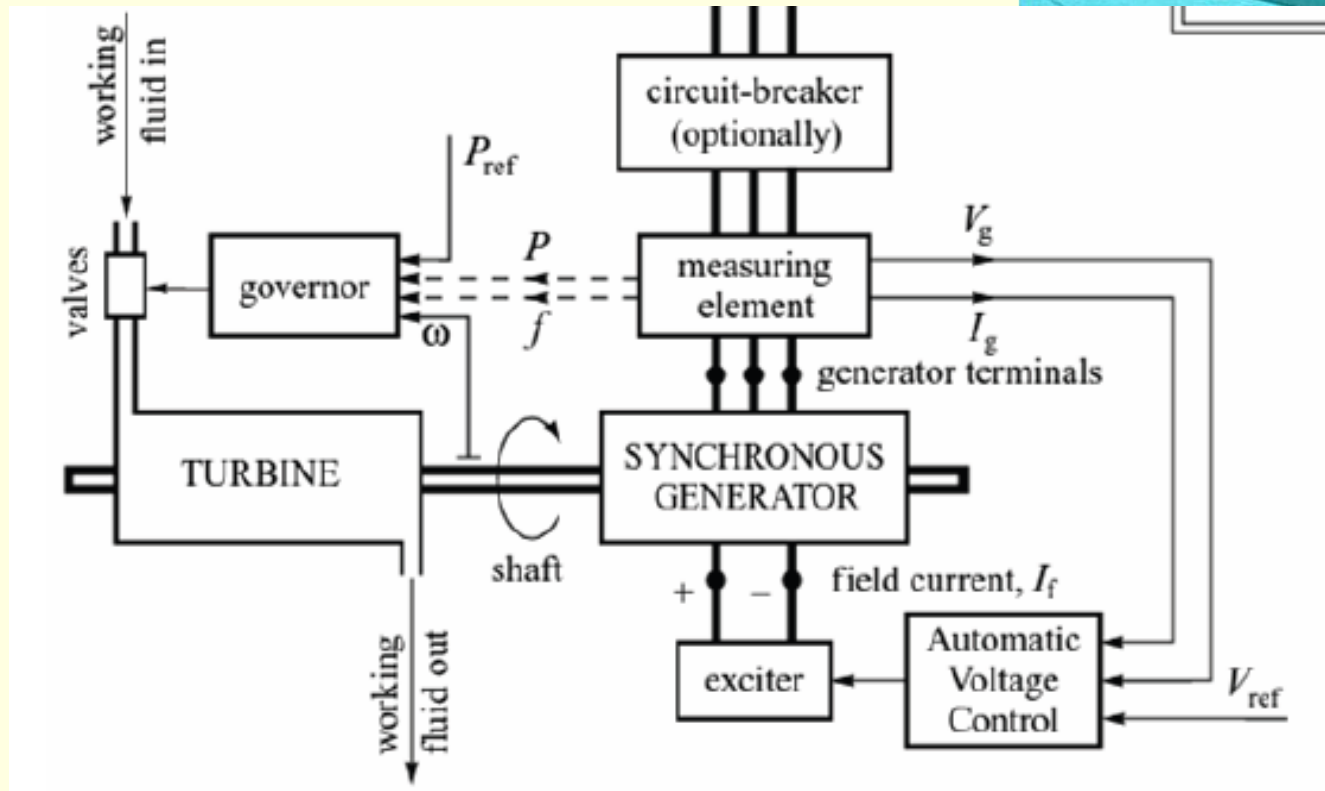 working
fluid in
circuit-breaker
(optionally)
P_ref
valves
governor
P
f
ω
measuring
element
V_g
I_g
generator terminals
TURBINE
shaft
SYNCHRONOUS
GENERATOR
+
–
field current, I_f
working
fluid out
exciter
Automatic
Voltage
Control
V_ref